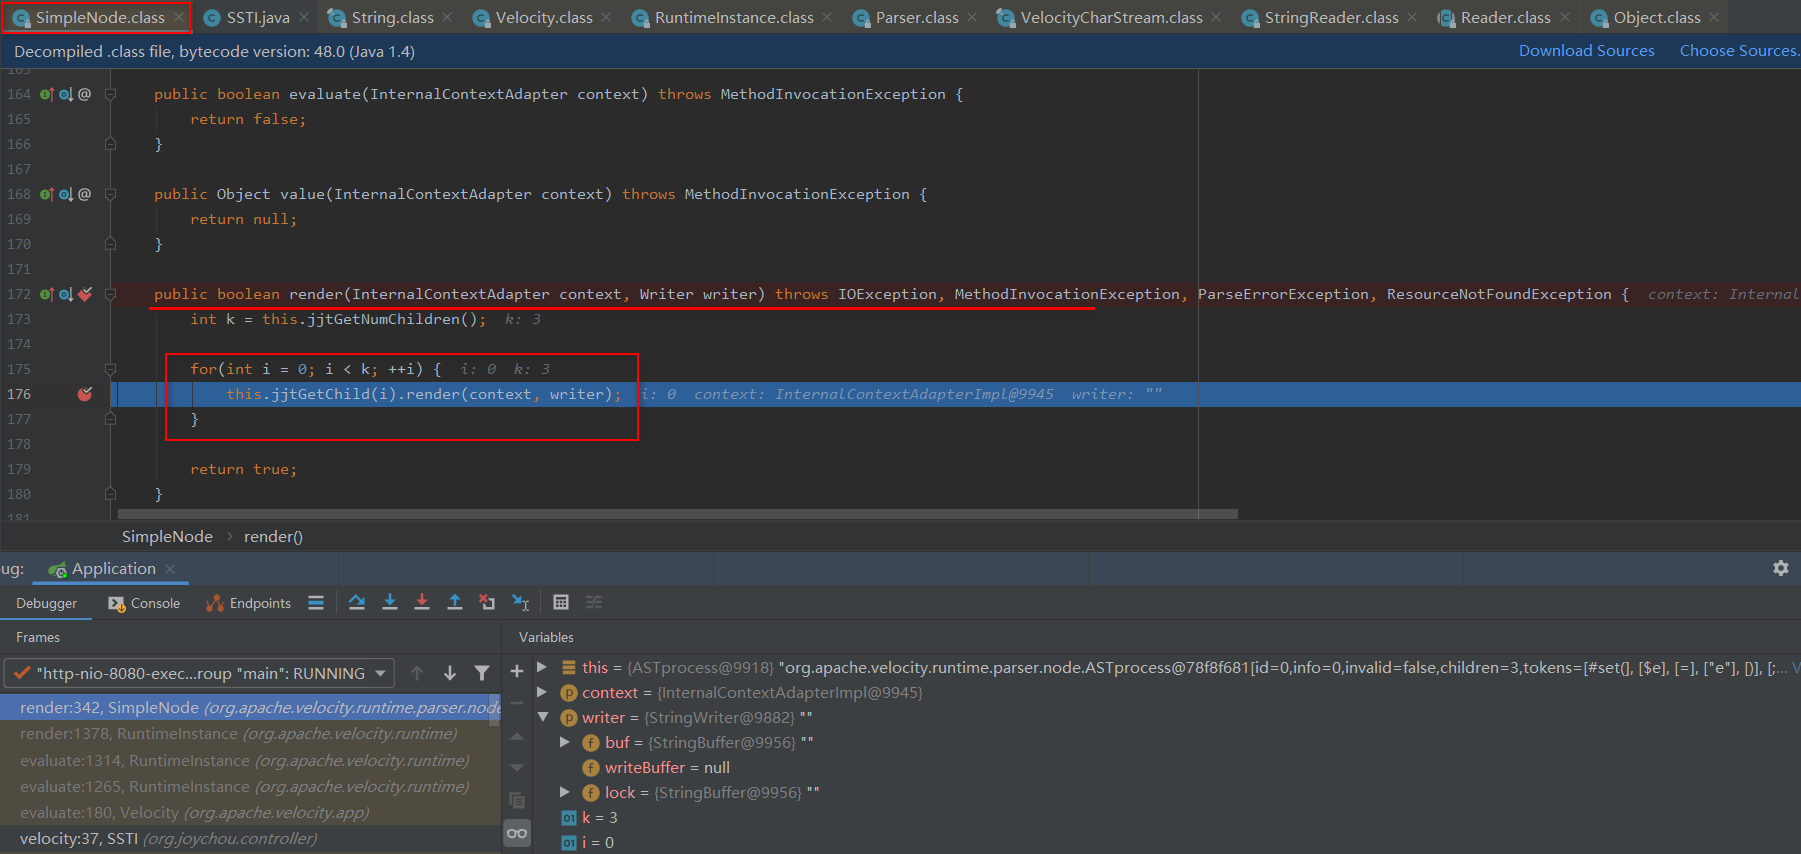 SimpleNode.class SSTI.java String.class Velocity.class RuntimeInstance.class Parser.class VelocityCharStream.class StringReader.class Reader.class Object.class
Decompiled .class file, bytecode version: 48.0 (Java 1.4) Download Sources Choose Sources.
165
164 public boolean evaluate(InternalContextAdapter context) throws MethodInvocationException {
165 return false;
166 }
167
168 public Object value(InternalContextAdapter context) throws MethodInvocationException {
169 return null;
170 }
171
172 public boolean render(InternalContextAdapter context, Writer writer) throws IOException, MethodInvocationException, ParseErrorException, ResourceNotFoundException { context: Internal
173 int k = this.jjtGetNumChildren(); k: 3
174
175 for(int i = 0; i < k; ++i) { i: 0 k: 3
176 this.jjtGetChild(i).render(context, writer); i: 0 context: InternalContextAdapterImpl@9945 writer: ""
177 }
178
179 return true;
180 }
181
SimpleNode › render()
ug: Application
Debugger Console Endpoints
Frames Variables
"http-nio-8080-exec...roup "main": RUNNING
render:342, SimpleNode (org.apache.velocity.runtime.parser.node
render:1378, RuntimeInstance (org.apache.velocity.runtime)
evaluate:1314, RuntimeInstance (org.apache.velocity.runtime)
evaluate:1265, RuntimeInstance (org.apache.velocity.runtime)
evaluate:180, Velocity (org.apache.velocity.app)
velocity:37, SSTI (org.joychou.controller)
this = {ASTprocess@9918} "org.apache.velocity.runtime.parser.node.ASTprocess@78f8f681[id=0,info=0,invalid=false,children=3,tokens=[#set(], [$e], [=], ["e"], [)], [;... V
context = {InternalContextAdapterImpl@9945}
writer = {StringWriter@9882} ""
buf = {StringBuffer@9956} ""
writeBuffer = null
lock = {StringBuffer@9956} ""
k = 3
i = 0